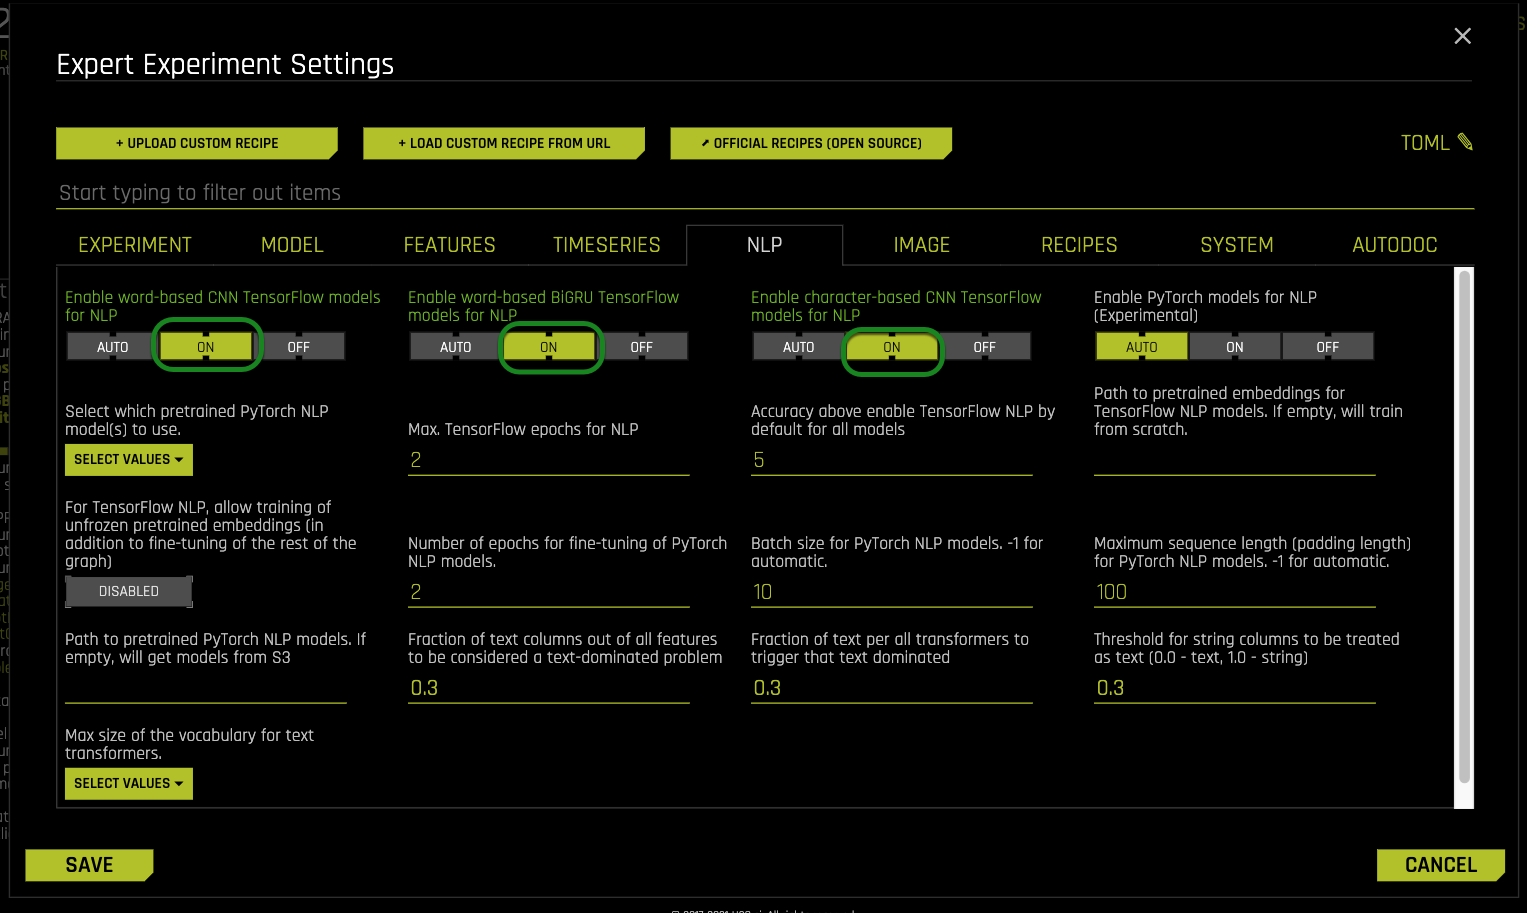 Expert Experiment Settings
+ UPLOAD CUSTOM RECIPE
+ LOAD CUSTOM RECIPE FROM URL
OFFICIAL RECIPES (OPEN SOURCE)
TOML
Start typing to filter out items
EXPERIMENT
MODEL
FEATURES
TIMESERIES
NLP
IMAGE
RECIPES
SYSTEM
AUTODOC
Enable word-based CNN TensorFlow models
for NLP
AUTO
ON
OFF
Enable word-based BiGRU TensorFlow
models for NLP
AUTO
ON
OFF
Enable character-based CNN TensorFlow
models for NLP
AUTO
ON
OFF
Enable PyTorch models for NLP
(Experimental)
AUTO
ON
OFF
Select which pretrained PyTorch NLP
model(s) to use.
SELECT VALUES
Max. TensorFlow epochs for NLP
2
Accuracy above enable TensorFlow NLP by
default for all models
5
Path to pretrained embeddings for
TensorFlow NLP models. If empty, will train
from scratch.
For TensorFlow NLP, allow training of
unfrozen pretrained embeddings (in
addition to fine-tuning of the rest of the
graph)
DISABLED
Number of epochs for fine-tuning of PyTorch
NLP models.
2
Batch size for PyTorch NLP models. -1 for
automatic.
10
Maximum sequence length (padding length)
for PyTorch NLP models. -1 for automatic.
100
Path to pretrained PyTorch NLP models. If
empty, will get models from S3
Fraction of text columns out of all features
to be considered a text-dominated problem
0.3
Fraction of text per all transformers to
trigger that text dominated
0.3
Threshold for string columns to be treated
as text (0.0 - text, 1.0 - string)
0.3
Max size of the vocabulary for text
transformers.
SELECT VALUES
SAVE
CANCEL